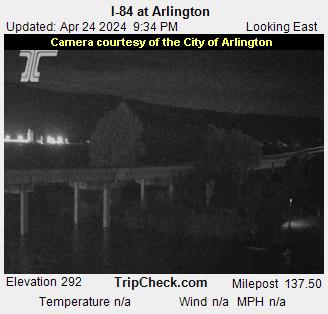 I-84 at Arlington
Updated: Apr 24 2024 9:34 PM Looking East
Camera courtesy of the City of Arlington
Elevation 292 TripCheck.com Milepost 137.50
Temperature n/a Wind n/a MPH n/a